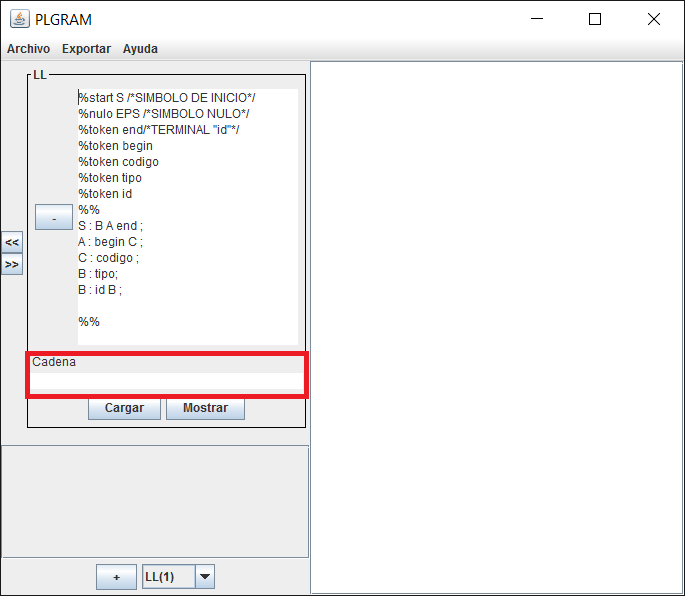 PLGRAM
Archivo Exportar Ayuda
LL
%start S /*SIMBOLO DE INICIO*/
%nulo EPS /*SIMBOLO NULO*/
%token end/*TERMINAL "id"*/
%token begin
%token codigo
%token tipo
%token id
%%
S : B A end ;
A : begin C ;
C : codigo ;
B : tipo;
B : id B ;
%%
-
<<
>>
Cadena
Cargar Mostrar
+ LL(1)